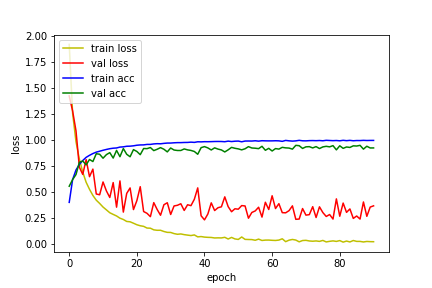 2.00
1.75
1.50
1.25
1.00
0.75
0.50
0.25
0.00
loss
train loss
val loss
train acc
val acc
0 20 40 60 80
epoch